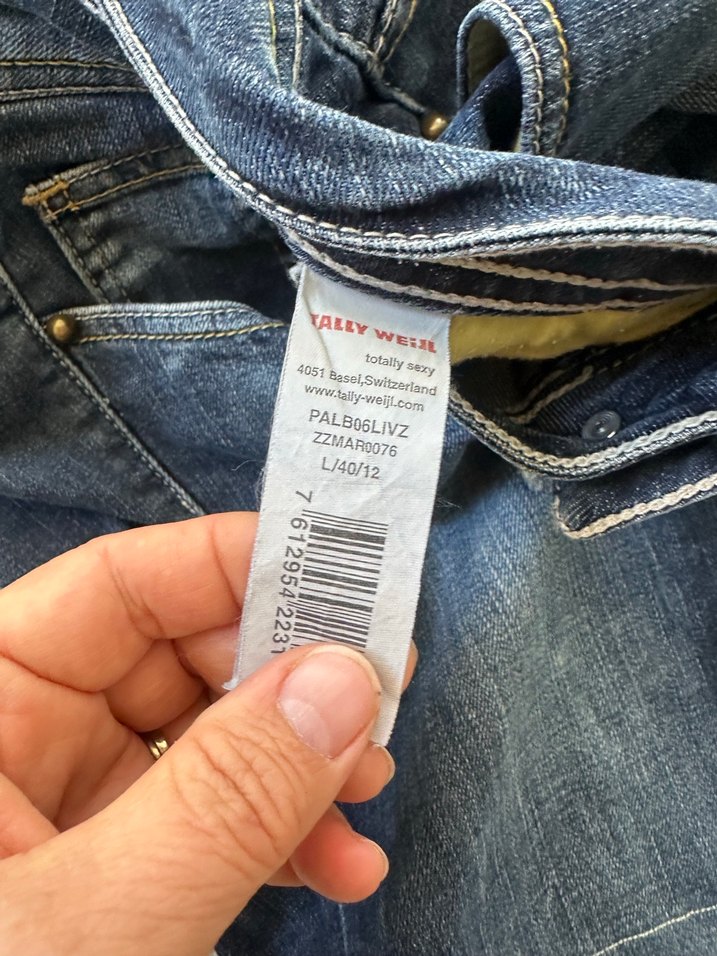 TALLY WEiJL
totally sexy
4051 Basel,Switzerland
www.tally-weijl.com
PALB06LIVZ
ZZMAR0076
L/40/12
7 612954 2231